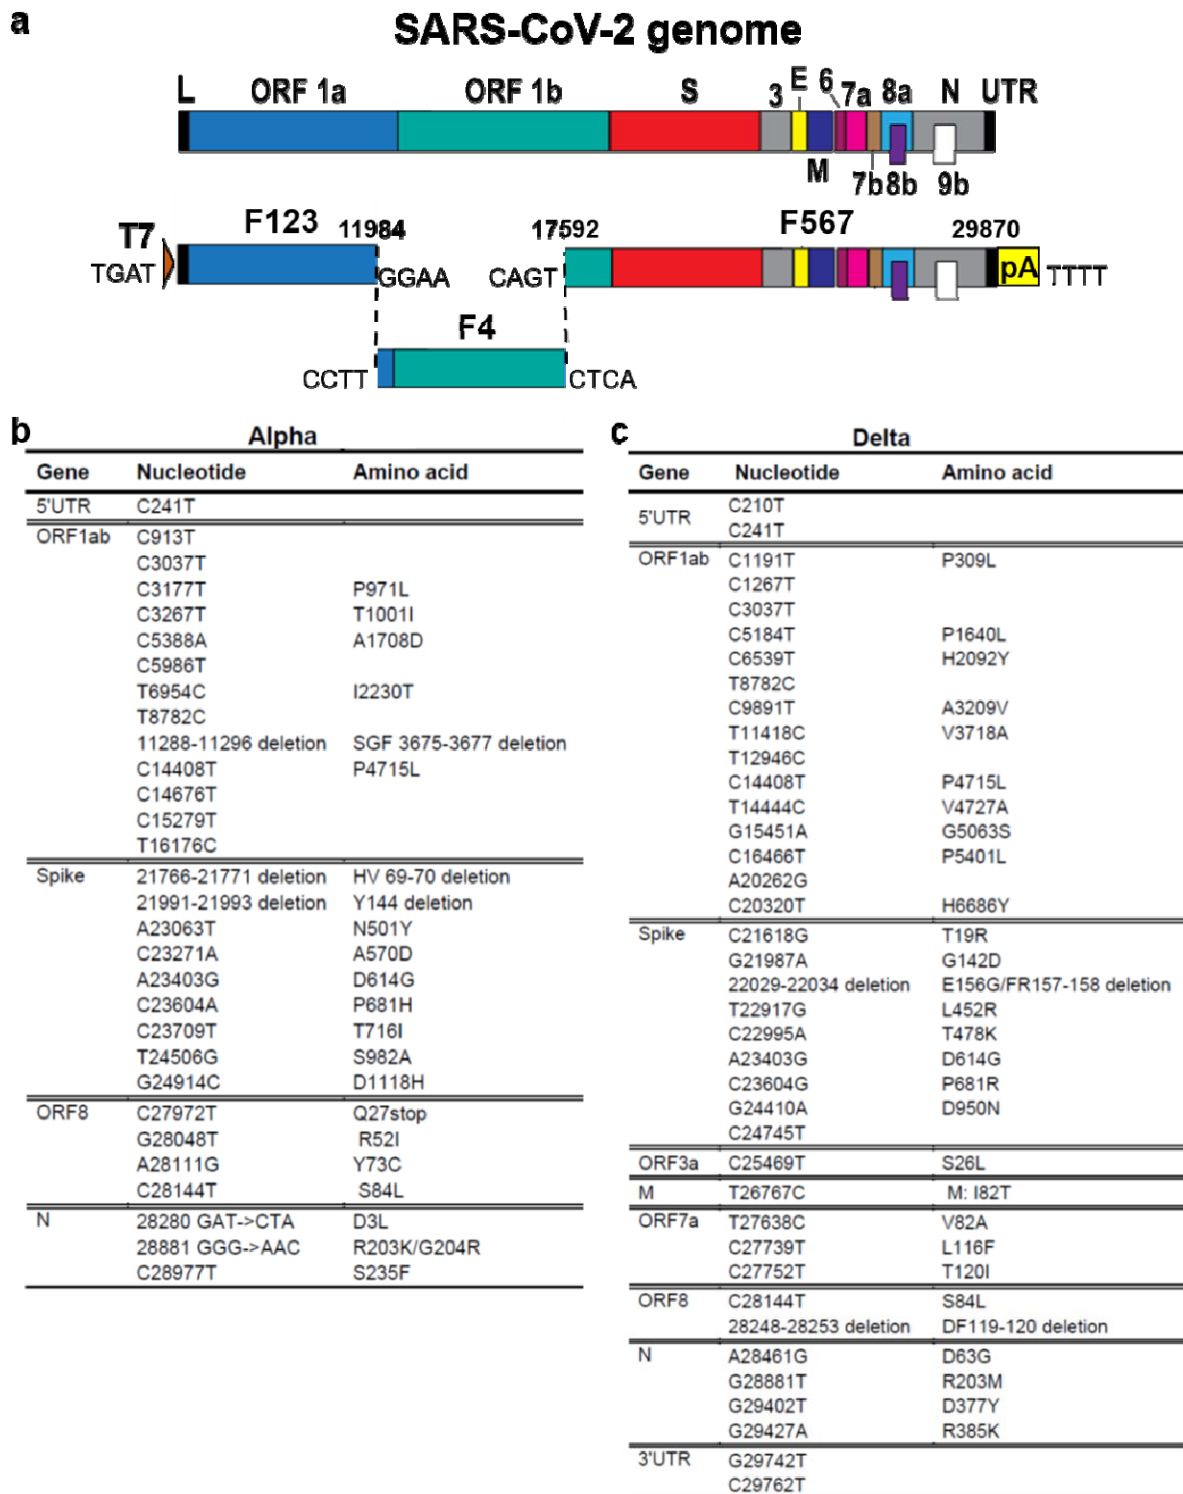 a
SARS-CoV-2 genome
L ORF 1a ORF 1b S 3 E 6 7a 8a N UTR
M 7b 8b 9b
T7 F123 11984 17592 F567 29870
TGAT GGAA CAGT pA TTTT
F4
CCTT CTCA
b
Alpha
Gene Nucleotide Amino acid
5'UTR C241T
ORF1ab C913T
C3037T
C3177T P971L
C3267T T1001I
C5388A A1708D
C5986T
T6954C I2230T
T8782C
11288-11296 deletion SGF 3675-3677 deletion
C14408T P4715L
C14676T
C15279T
T16176C
Spike 21766-21771 deletion HV 69-70 deletion
21991-21993 deletion Y144 deletion
A23063T N501Y
C23271A A570D
A23403G D614G
C23604A P681H
C23709T T716I
T24506G S982A
G24914C D1118H
ORF8 C27972T Q27stop
G28048T R52I
A28111G Y73C
C28144T S84L
N 28280 GAT->CTA D3L
28881 GGG->AAC R203K/G204R
C28977T S235F
c
Delta
Gene Nucleotide Amino acid
5'UTR C210T
C241T
ORF1ab C1191T P309L
C1267T
C3037T
C5184T P1640L
C6539T H2092Y
T8782C
C9891T A3209V
T11418C V3718A
T12946C
C14408T P4715L
T14444C V4727A
G15451A G5063S
C16466T P5401L
A20262G
C20320T H6686Y
Spike C21618G T19R
G21987A G142D
22029-22034 deletion E156G/FR157-158 deletion
T22917G L452R
C22995A T478K
A23403G D614G
C23604G P681R
G24410A D950N
C24745T
ORF3a C25469T S26L
M T26767C M: I82T
ORF7a T27638C V82A
C27739T L116F
C27752T T120I
ORF8 C28144T S84L
28248-28253 deletion DF119-120 deletion
N A28461G D63G
G28881T R203M
G29402T D377Y
G29427A R385K
3'UTR G29742T
C29762T